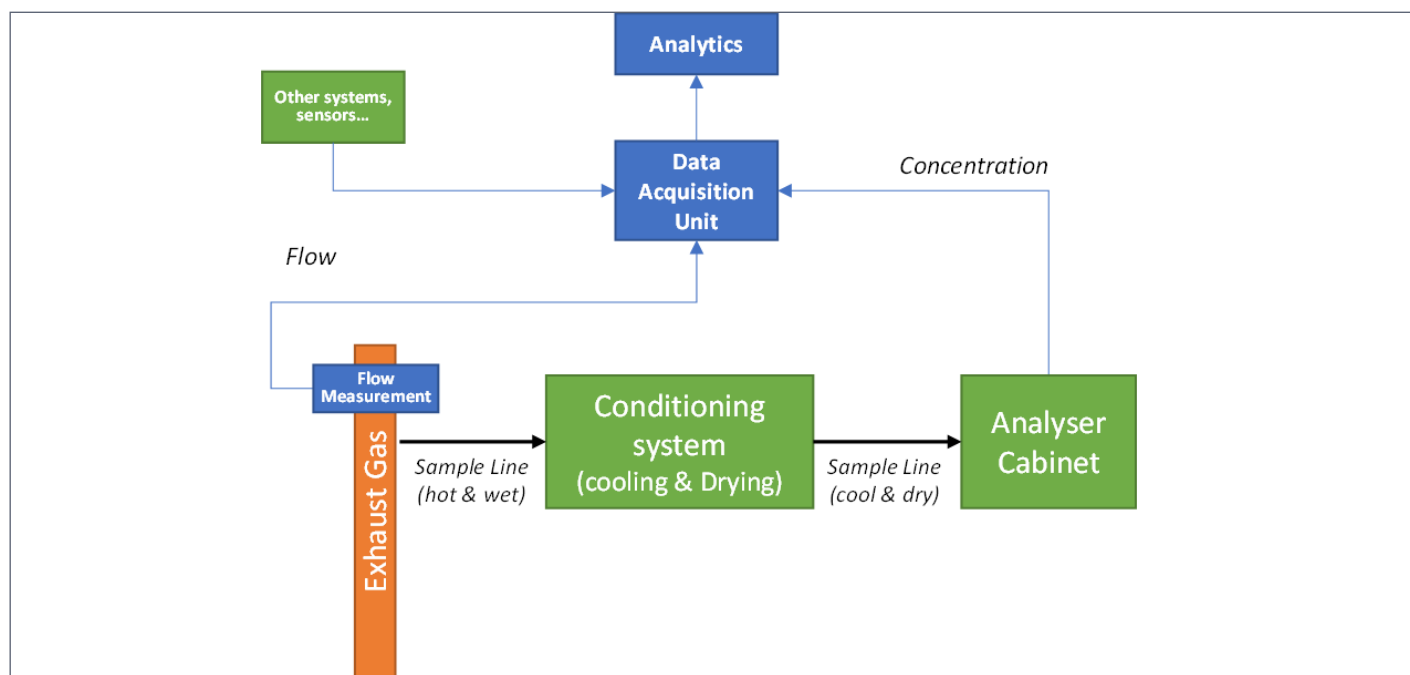 Analytics
Other systems,
sensors...
Data
Acquisition
Unit
Concentration
Flow
Flow
Measurement
Exhaust Gas
Sample Line
(hot & wet)
Conditioning
system
(cooling & Drying)
Sample Line
(cool & dry)
Analyser
Cabinet